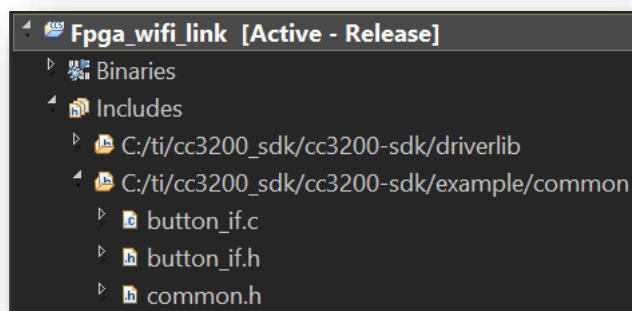 Fpga_wifi_link [Active - Release]
Binaries
Includes
C:/ti/cc3200_sdk/cc3200-sdk/driverlib
C:/ti/cc3200_sdk/cc3200-sdk/example/common
button_if.c
button_if.h
common.h